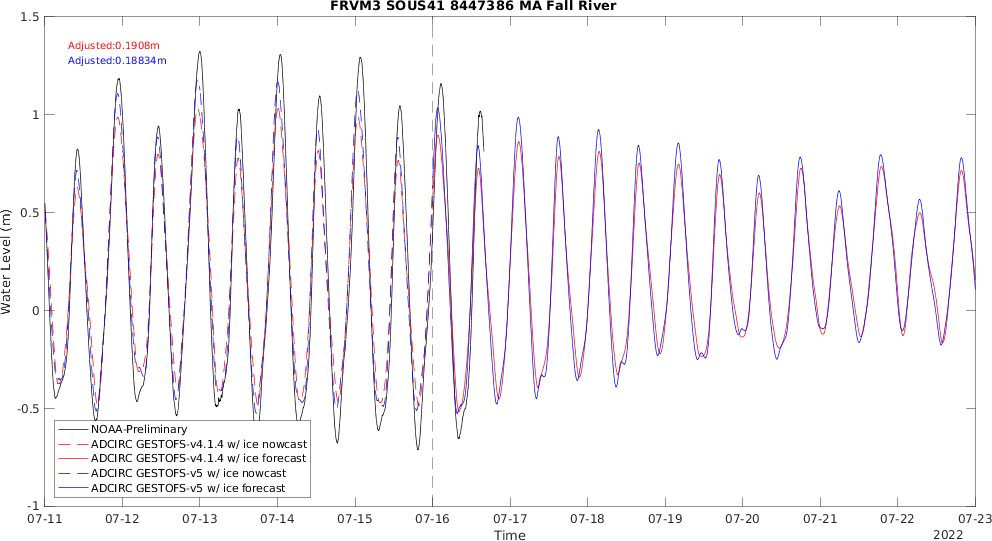 FRVM3 SOUS41 8447386 MA Fall River
1.5
1
0.5
0
-0.5
-1
Water Level (m)
Adjusted:0.1908m
Adjusted:0.18834m
NOAA-Preliminary
ADCIRC GESTOFS-v4.1.4 w/ ice nowcast
ADCIRC GESTOFS-v4.1.4 w/ ice forecast
ADCIRC GESTOFS-v5 w/ ice nowcast
ADCIRC GESTOFS-v5 w/ ice forecast
07-11 07-12 07-13 07-14 07-15 07-16 07-17 07-18 07-19 07-20 07-21 07-22 07-23
Time
2022